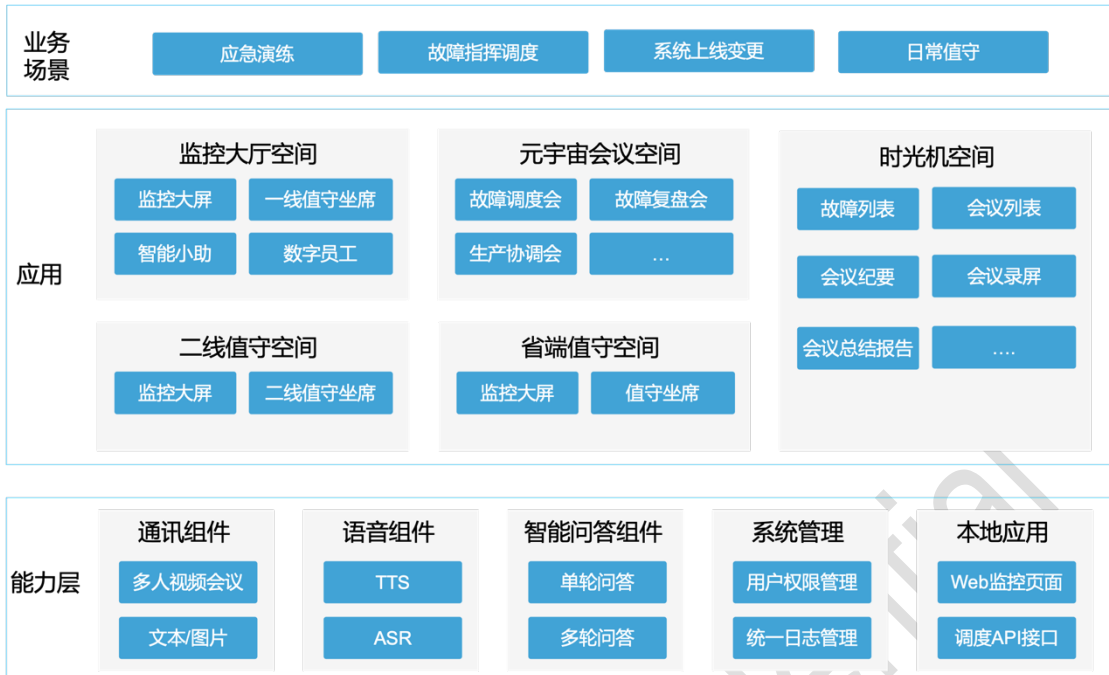 业务
场景
应急演练
故障指挥调度
系统上线变更
日常值守
应用
监控大厅空间
监控大屏
一线值守坐席
智能小助
数字员工
元宇宙会议空间
故障调度会
故障复盘会
生产协调会
…
时光机空间
故障列表
会议列表
会议纪要
会议录屏
会议总结报告
….
二线值守空间
监控大屏
二线值守坐席
省端值守空间
监控大屏
值守坐席
能力层
通讯组件
多人视频会议
文本/图片
语音组件
TTS
ASR
智能问答组件
单轮问答
多轮问答
系统管理
用户权限管理
统一日志管理
本地应用
Web监控页面
调度API接口